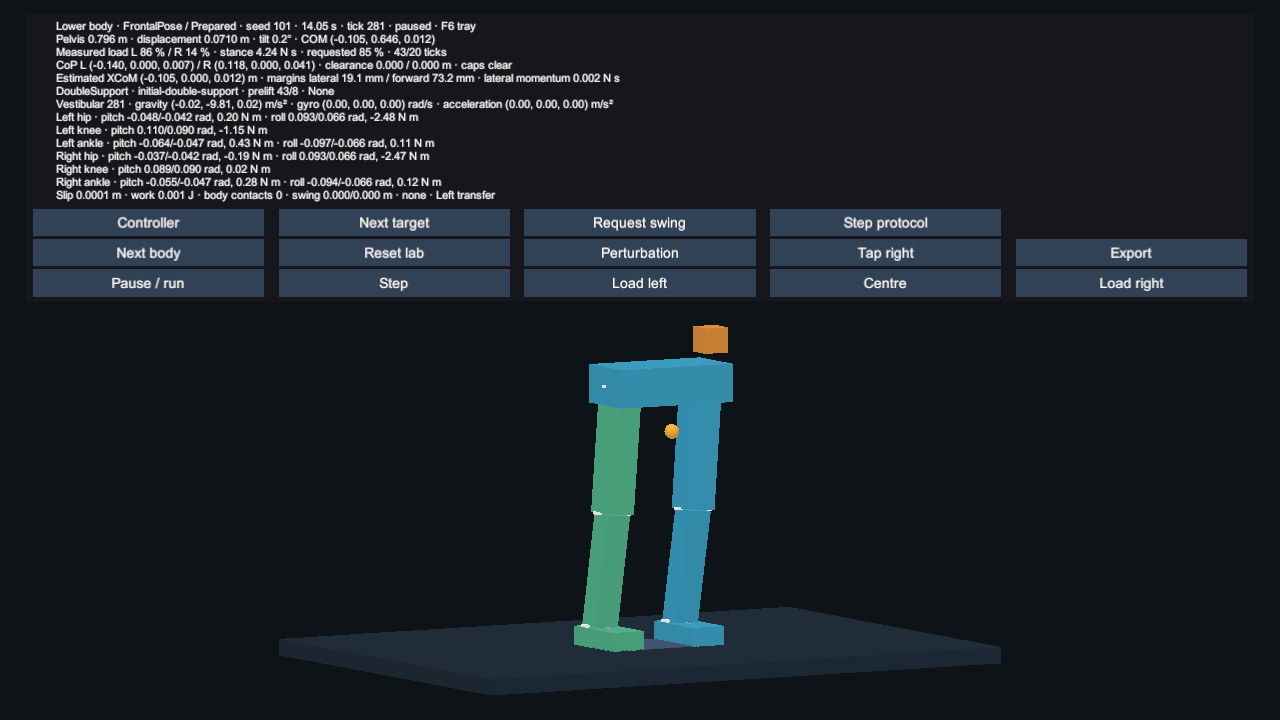 Lower body · FrontalPose / Prepared · seed 101 · 14.05 s · tick 281 · paused · F6 tray
Pelvis 0.796 m · displacement 0.0710 m · tilt 0.2° · COM (-0.105, 0.646, 0.012)
Measured load L 86 % / R 14 % · stance 4.24 N s · requested 85 % · 43/20 ticks
CoP L (-0.140, 0.000, 0.007) / R (0.118, 0.000, 0.041) · clearance 0.000 / 0.000 m · caps clear
Estimated XCoM (-0.105, 0.000, 0.012) m · margins lateral 19.1 mm / forward 73.2 mm · lateral momentum 0.002 N s
DoubleSupport · initial-double-support · prelift 43/8 · None
Vestibular 281 · gravity (-0.02, -9.81, 0.02) m/s² · gyro (0.00, 0.00, 0.00) rad/s · acceleration (0.00, 0.00, 0.00) m/s²
Left hip · pitch -0.048/-0.042 rad, 0.20 N m · roll 0.093/0.066 rad, -2.48 N m
Left knee · pitch 0.110/0.090 rad, -1.15 N m
Left ankle · pitch -0.064/-0.047 rad, 0.43 N m · roll -0.097/-0.066 rad, 0.11 N m
Right hip · pitch -0.037/-0.042 rad, -0.19 N m · roll 0.093/0.066 rad, -2.47 N m
Right knee · pitch 0.089/0.090 rad, 0.02 N m
Right ankle · pitch -0.055/-0.047 rad, 0.28 N m · roll -0.094/-0.066 rad, 0.12 N m
Slip 0.0001 m · work 0.001 J · body contacts 0 · swing 0.000/0.000 m · none · Left transfer
Controller Next target Request swing Step protocol
Next body Reset lab Perturbation Tap right Export
Pause / run Step Load left Centre Load right